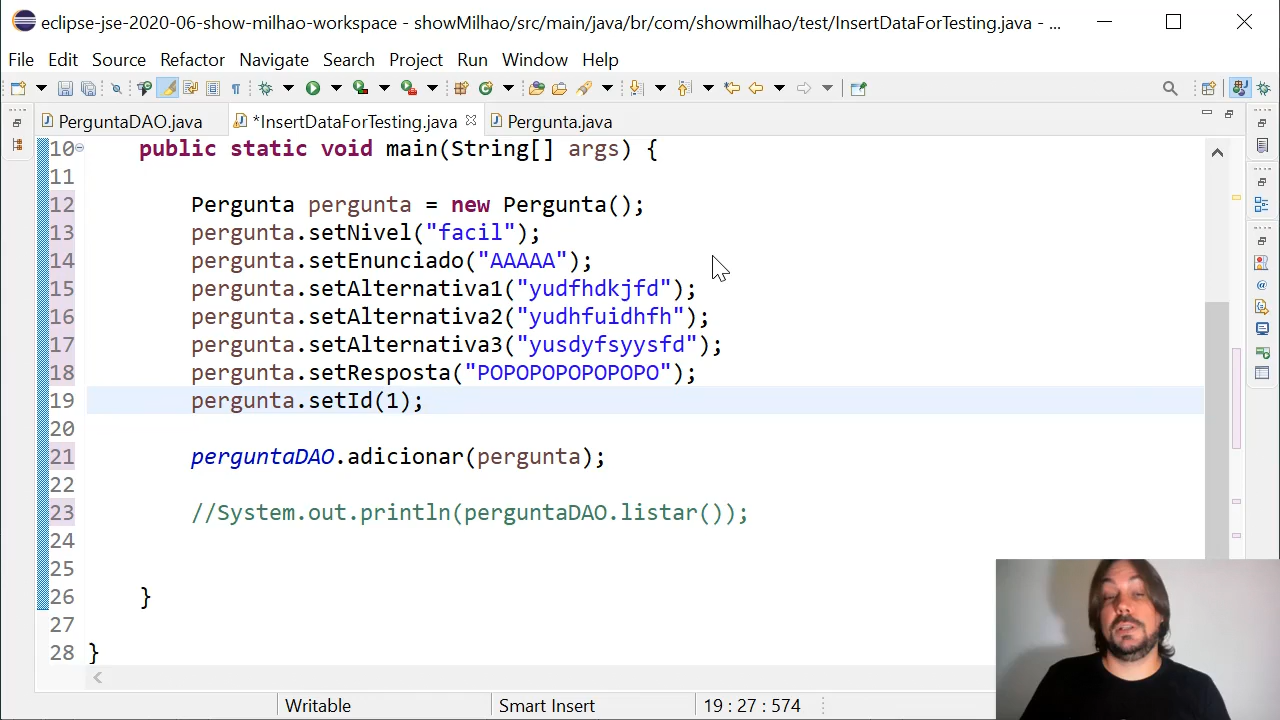 eclipse-jse-2020-06-show-milhao-workspace - showMilhao/src/main/java/br/com/showmilhao/test/InsertDataForTesting.java - ...
File Edit Source Refactor Navigate Search Project Run Window Help
PerguntaDAO.java *InsertDataForTesting.java Pergunta.java
10 public static void main(String[] args) {
11
12 Pergunta pergunta = new Pergunta();
13 pergunta.setNivel("facil");
14 pergunta.setEnunciado("AAAAA");
15 pergunta.setAlternativa1("yudfhdkjfd");
16 pergunta.setAlternativa2("yudhfuidhfh");
17 pergunta.setAlternativa3("yusdyfsyysfd");
18 pergunta.setResposta("POPOPOPOPOPOPO");
19 pergunta.setId(1);
20
21 perguntaDAO.adicionar(pergunta);
22
23 //System.out.println(perguntaDAO.listar());
24
25
26 }
27
28 }
Writable Smart Insert 19 : 27 : 574